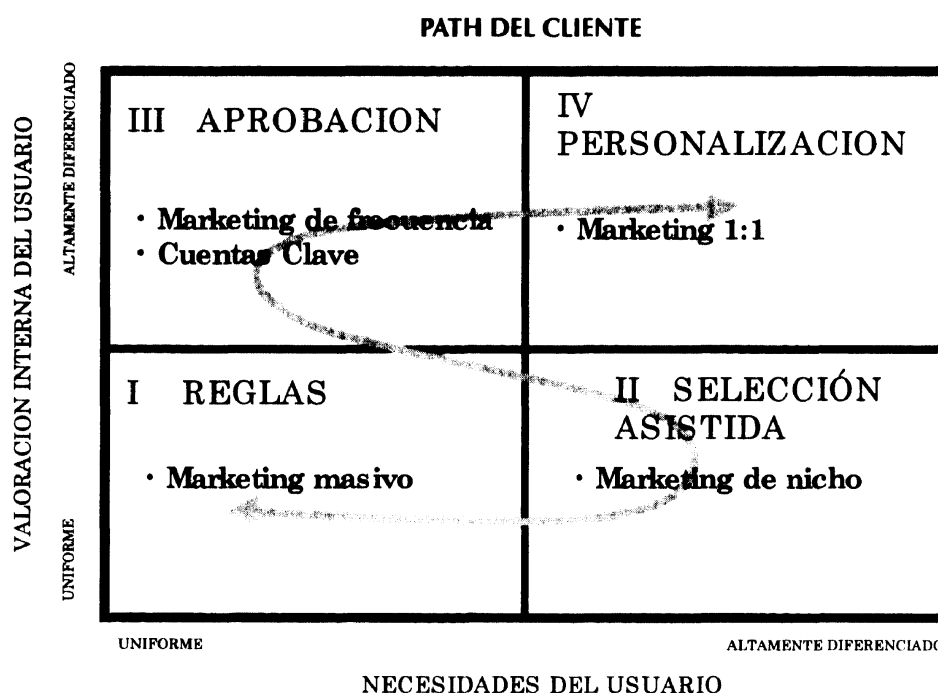 PATH DEL CLIENTE
VALORACION INTERNA DEL USUARIO
ALTAMENTE DIFERENCIADO
UNIFORME
III APROBACION
· Marketing de frecuencia
· Cuentas Clave
IV
PERSONALIZACION
· Marketing 1:1
I REGLAS
· Marketing masivo
II SELECCIÓN
ASISTIDA
· Marketing de nicho
UNIFORME
ALTAMENTE DIFERENCIADO
NECESIDADES DEL USUARIO